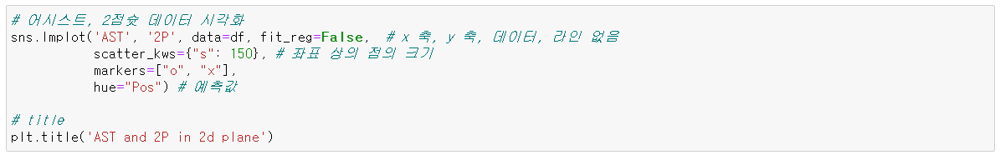 # 어시스트, 2점슛 데이터 시각화
sns.lmplot('AST', '2P', data=df, fit_reg=False,  # x 축, y 축, 데이터, 라인 없음
           scatter_kws={"s": 150}, # 좌표 상의 점의 크기
           markers=["o", "x"],
           hue="Pos") # 예측값

# title
plt.title('AST and 2P in 2d plane')